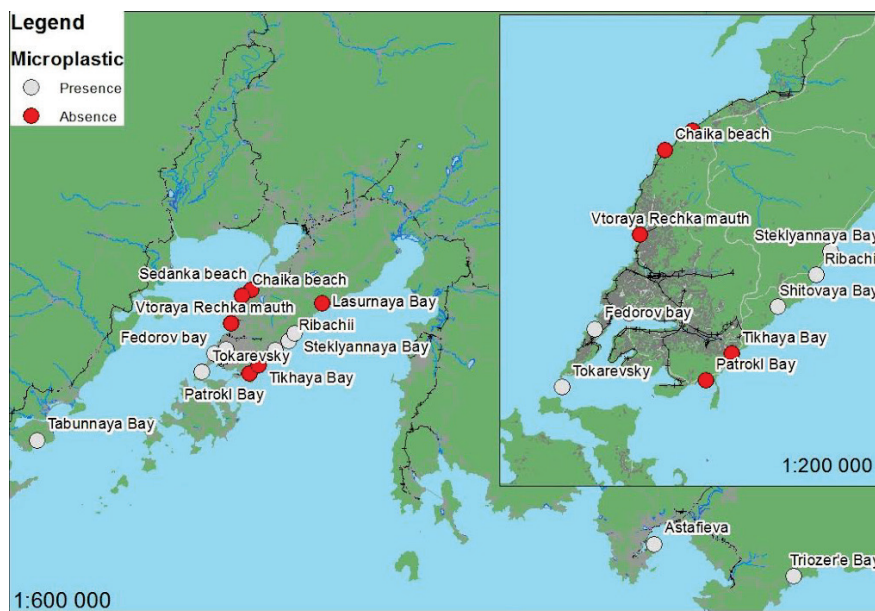 Legend
Microplastic
Presence
Absence
Sedanka beach
Chaika beach
Vtoraya Rechka mauth
Lasurnaya Bay
Fedorov bay
Ribachii
Tokarevsky
Steklyannaya Bay
Tikhaya Bay
Patrokl Bay
Tabunnaya Bay
Astafieva
Triozer'e Bay
1:600 000
Chaika beach
Vtoraya Rechka mauth
Steklyannaya Bay
Ribachii
Shitovaya Bay
Fedorov bay
Tikhaya Bay
Patrokl Bay
Tokarevsky
1:200 000